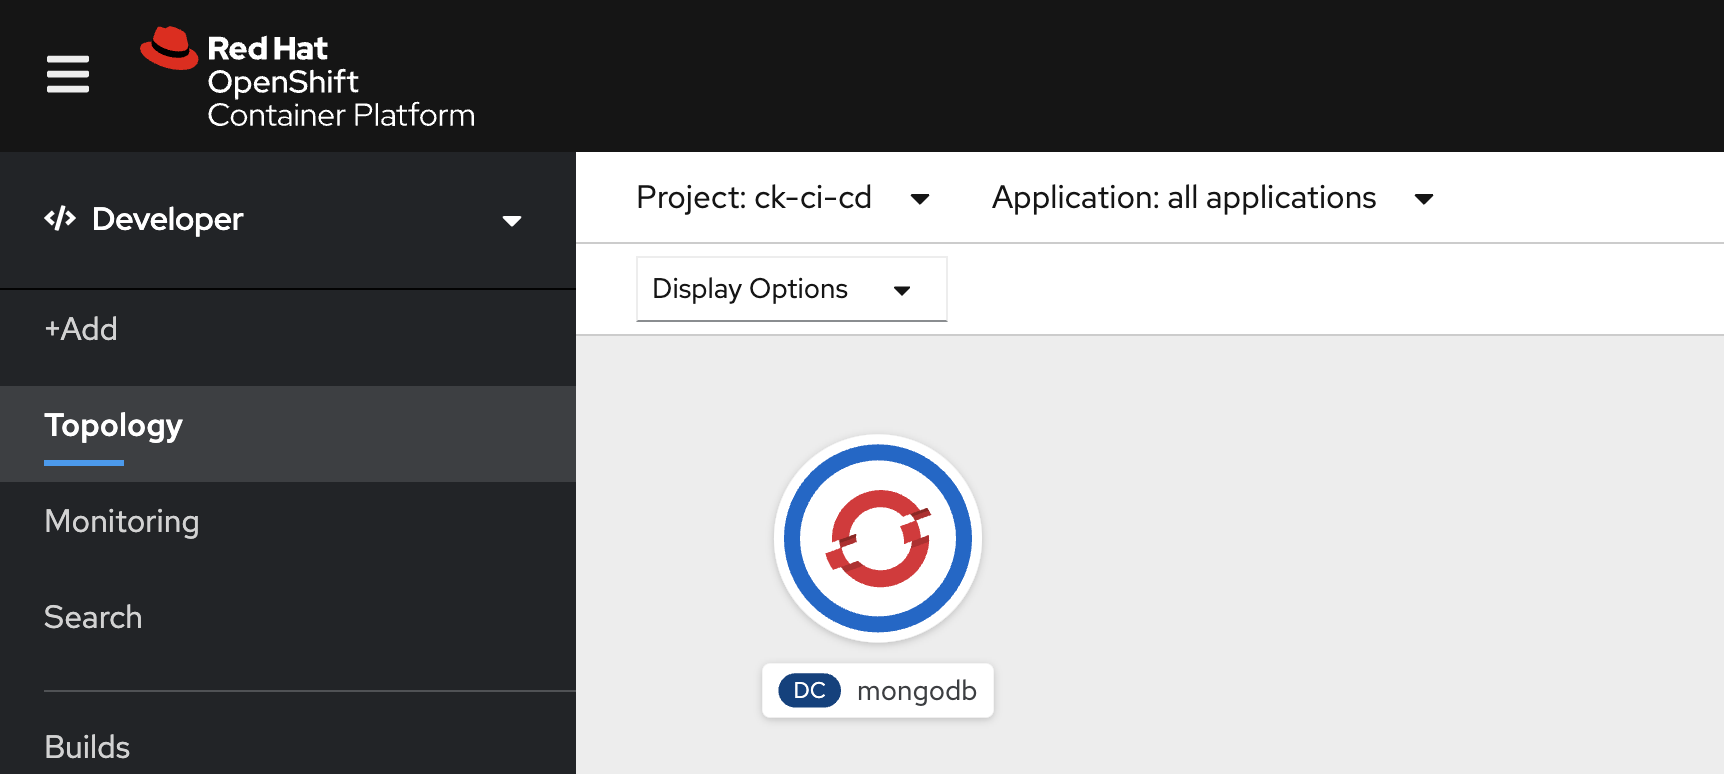 Red Hat
OpenShift
Container Platform
Developer
+Add
Topology
Monitoring
Search
Builds
Project: ck-ci-cd
Application: all applications
Display Options
DC mongodb